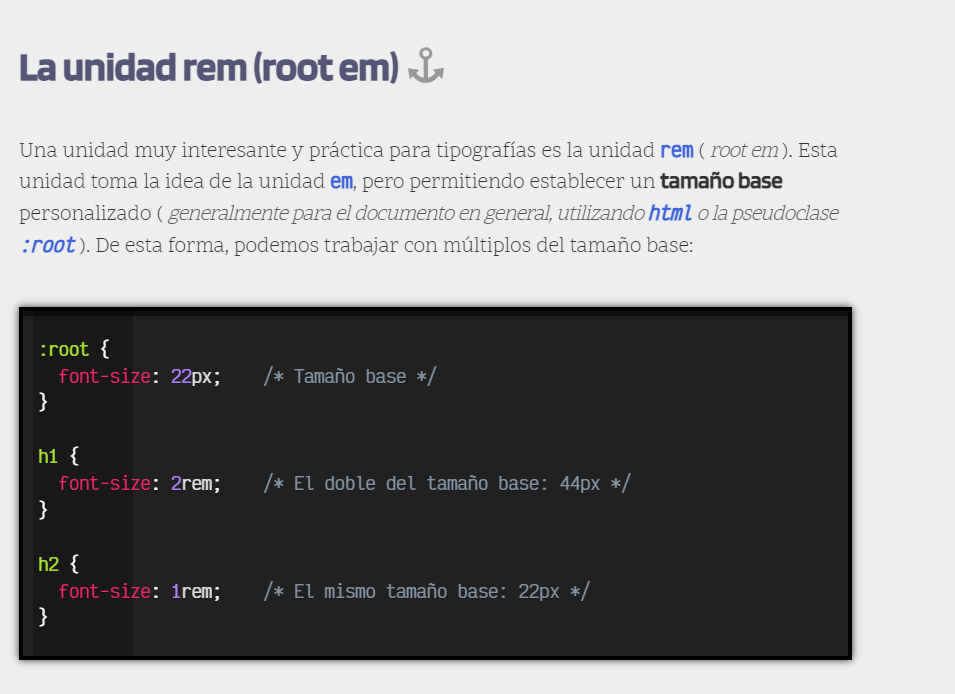 La unidad rem (root em)
Una unidad muy interesante y práctica para tipografías es la unidad rem ( root em ). Esta
unidad toma la idea de la unidad em, pero permitiendo establecer un tamaño base
personalizado ( generalmente para el documento en general, utilizando html o la pseudoclase
:root ). De esta forma, podemos trabajar con múltiplos del tamaño base:
:root {
  font-size: 22px;    /* Tamaño base */
}
h1 {
  font-size: 2rem;    /* El doble del tamaño base: 44px */
}
h2 {
  font-size: 1rem;    /* El mismo tamaño base: 22px */
}